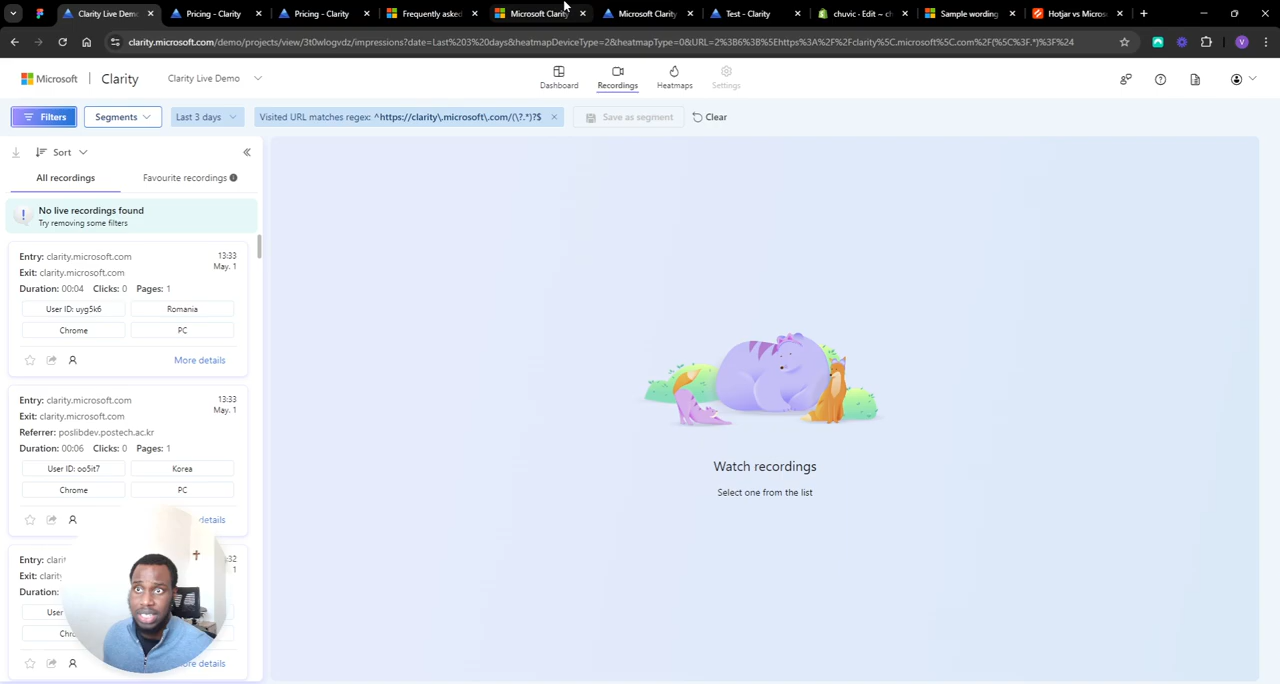 Clarity Live Demo
Pricing - Clarity
Pricing - Clarity
Frequently asked
Microsoft Clarity
Microsoft Clarity
Test - Clarity
chuvic - Edit ~ ch
Sample wording
Hotjar vs Micros
clarity.microsoft.com/demo/projects/view/3t0wlogvdz/impressions?date=Last%203%20days&heatmapDeviceType=2&heatmapType=0&URL=2%3B6%3B%5Ehttps%3A%2F%2Fclarity%5C.microsoft%5C.com%2F(%5C%3F.*)%3F%24
V
Microsoft | Clarity
Clarity Live Demo
Dashboard
Recordings
Heatmaps
Settings
Filters
Segments
Last 3 days
Visited URL matches regex: ^https://clarity\.microsoft\.com/(\?.*)?$
Save as segment
Clear
Sort
All recordings
Favourite recordings
No live recordings found
Try removing some filters
Entry: clarity.microsoft.com
13:33
May. 1
Exit: clarity.microsoft.com
Duration: 00:04 Clicks: 0 Pages: 1
User ID: uyg5k6
Romania
Chrome
PC
More details
Entry: clarity.microsoft.com
13:33
May. 1
Exit: clarity.microsoft.com
Referrer: poslibdev.postech.ac.kr
Duration: 00:06 Clicks: 0 Pages: 1
User ID: oo5it7
Korea
Chrome
PC
details
Entry:
:32
Exit:
1
Duration:
details
Watch recordings
Select one from the list